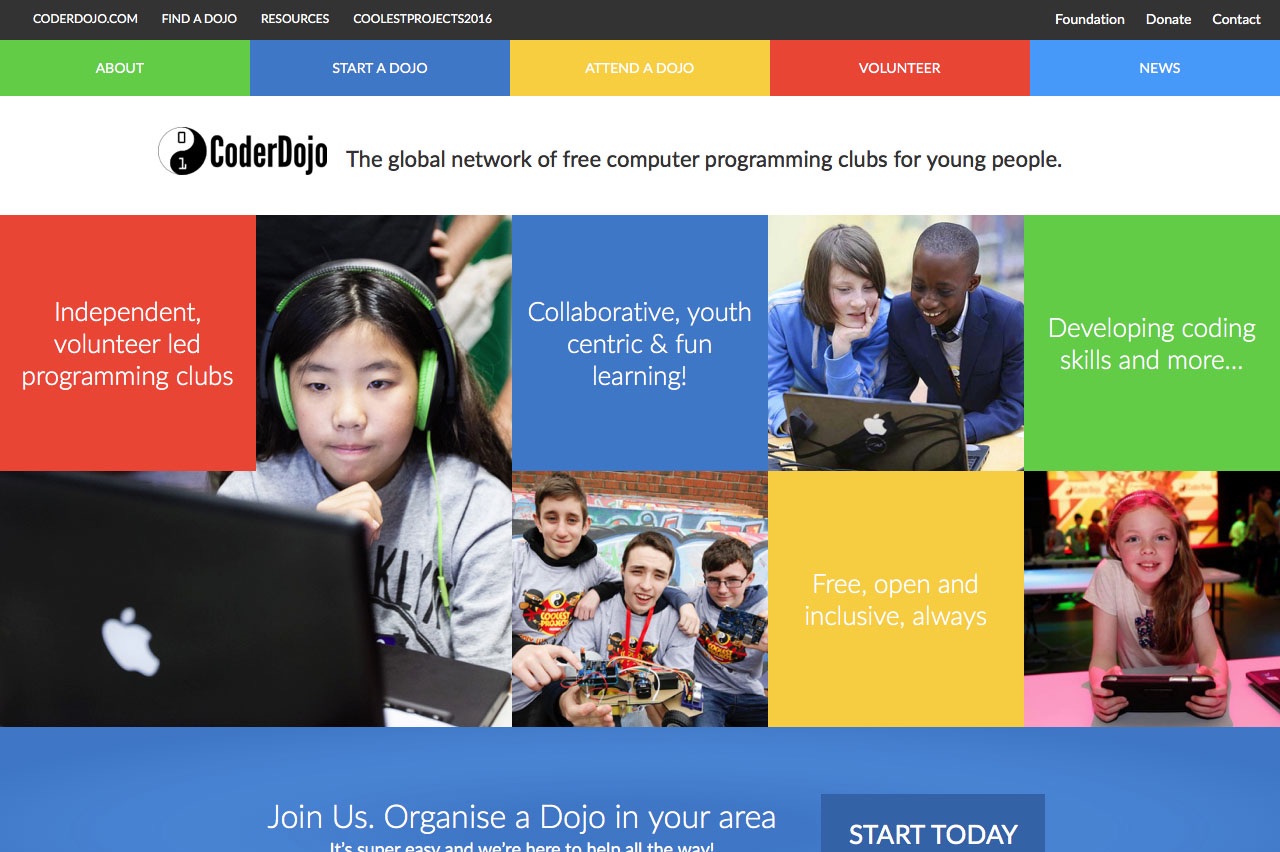 CODERDOJO.COM FIND A DOJO RESOURCES COOLESTPROJECTS2016 Foundation Donate Contact
ABOUT START A DOJO ATTEND A DOJO VOLUNTEER NEWS
01 CoderDojo The global network of free computer programming clubs for young people.
Independent,
volunteer led
programming clubs
Collaborative, youth
centric & fun
learning!
Developing coding
skills and more...
COOLEST
PROJECTS
Free, open and
inclusive, always
Join Us. Organise a Dojo in your area
It's super easy and we're here to help all the way!
START TODAY